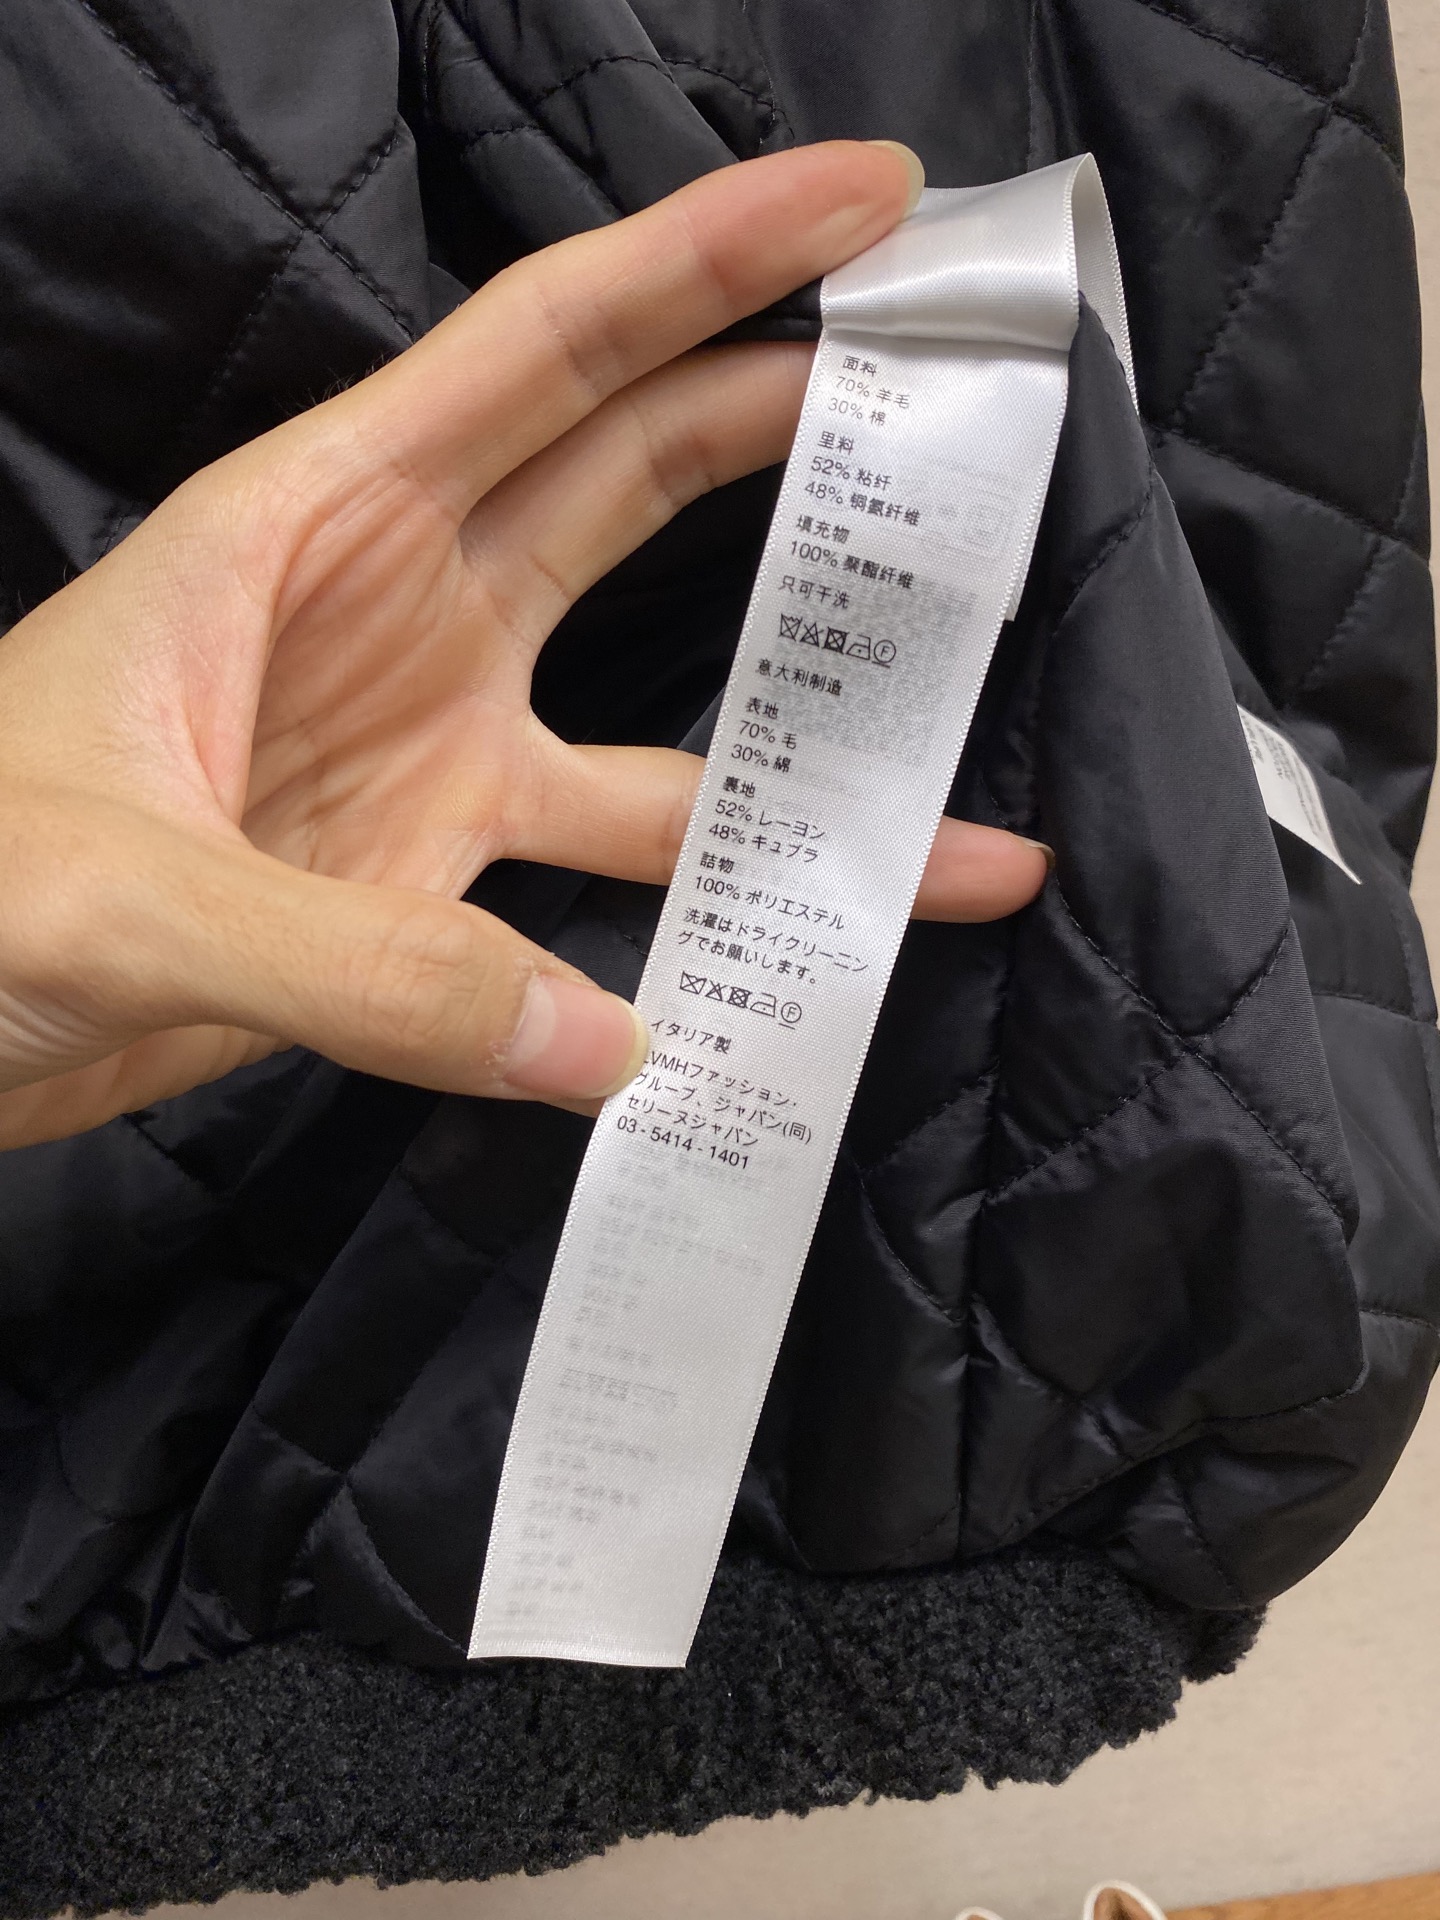 面料
70% 羊毛
30% 棉
里料
52% 粘纤
48% 铜氨纤维
填充物
100% 聚酯纤维
只可干洗
F
意大利制造
表地
70% 毛
30% 綿
裏地
52% レーヨン
48% キュプラ
詰物
100% ポリエステル
洗濯はドライクリーニン
グでお願いします。
F
イタリア製
LVMHファッション.
グループ、ジャパン(同)
セリーヌジャパン
03 - 5414 - 1401